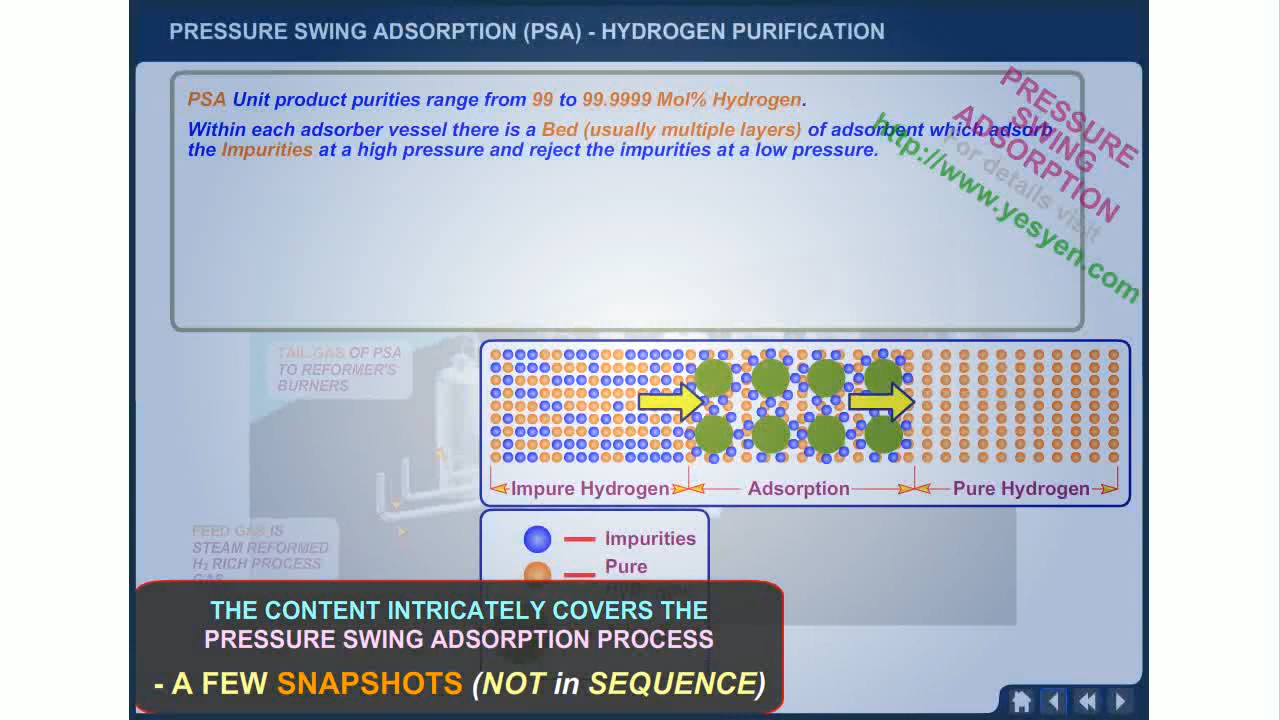 PRESSURE SWING ADSORPTION (PSA) - HYDROGEN PURIFICATION
PSA Unit product purities range from 99 to 99.9999 Mol% Hydrogen.
Within each adsorber vessel there is a Bed (usually multiple layers) of adsorbent which adsorb
the Impurities at a high pressure and reject the impurities at a low pressure.
PRESSURE
SWING
ADSORPTION
For details visit
http://www.yesyen.com
TAIL GAS OF PSA
TO REFORMER'S
BURNERS
Impure Hydrogen
Adsorption
Pure Hydrogen
FEED GAS IS
STEAM REFORMED
H₂ RICH PROCESS
GAS
Impurities
Pure
THE CONTENT INTRICATELY COVERS THE
PRESSURE SWING ADSORPTION PROCESS
- A FEW SNAPSHOTS (NOT in SEQUENCE)